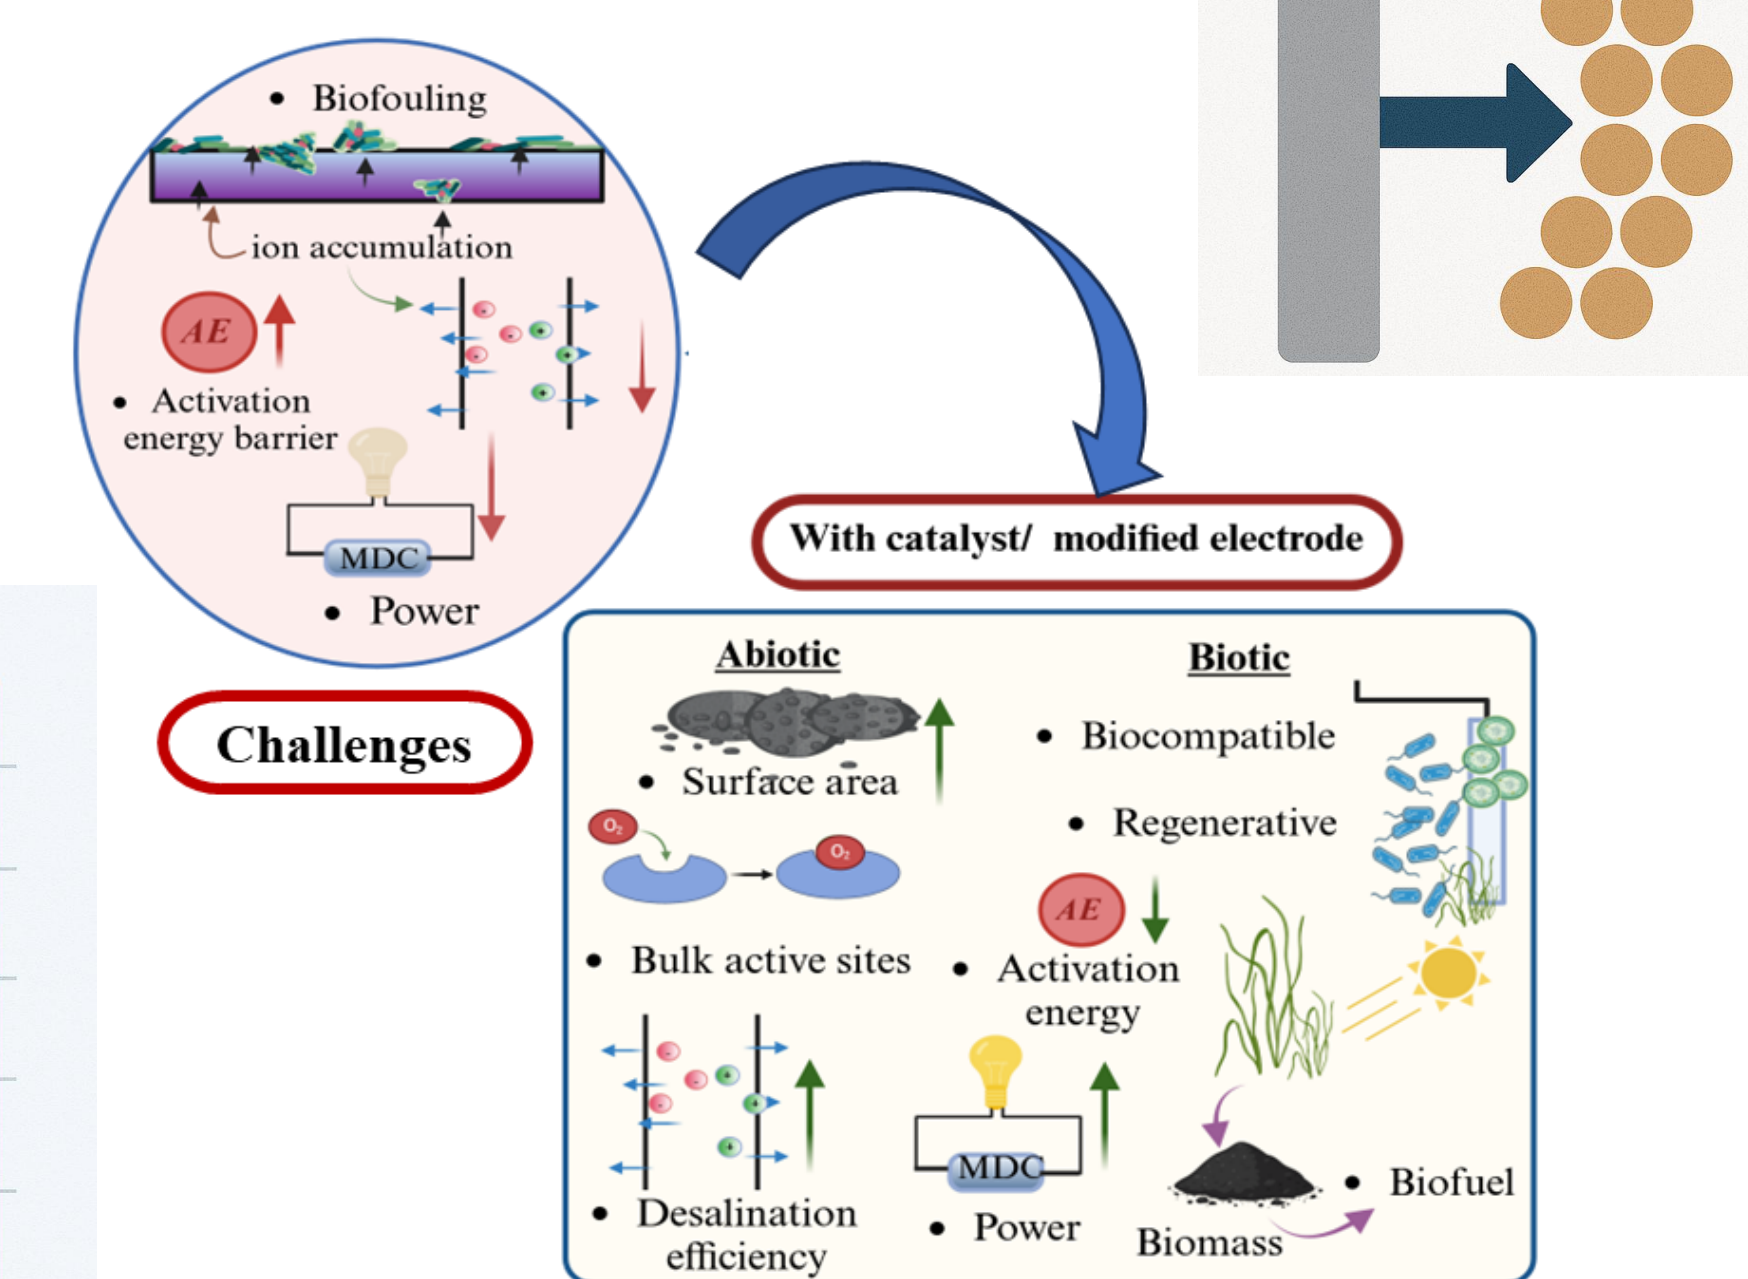 • Biofouling
ion accumulation
AE
• Activation
energy barrier
MDC
• Power
Challenges
With catalyst/ modified electrode
Abiotic
• Surface area
O₂
O₂
• Bulk active sites
• Desalination
efficiency
Biotic
• Biocompatible
• Regenerative
AE
• Activation
energy
MDC
• Power
Biomass
• Biofuel